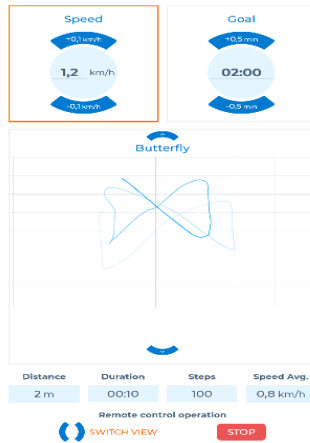 Speed
+0,1 km/h
1,2 km/h
-0,1 km/h
Goal
+0,5 min
02:00
-0,5 min
Butterfly
Distance Duration Steps Speed Avg.
2 m 00:10 100 0,8 km/h
Remote control operation
SWITCH VIEW STOP